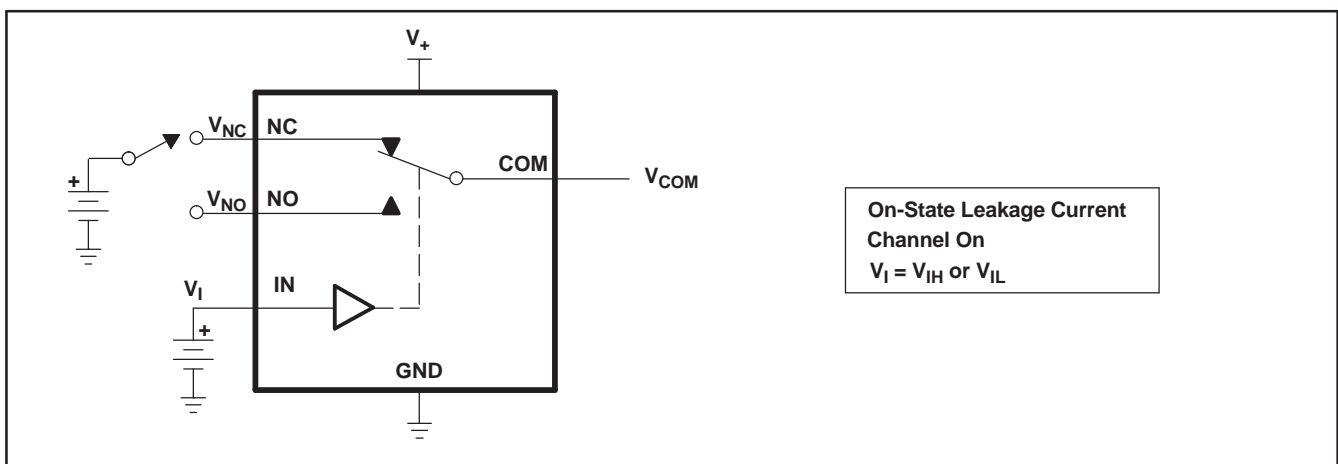 V+
VNC NC
COM
VCOM
+
VNO NO
VI IN
+
GND
On-State Leakage Current
Channel On
VI = VIH or VIL